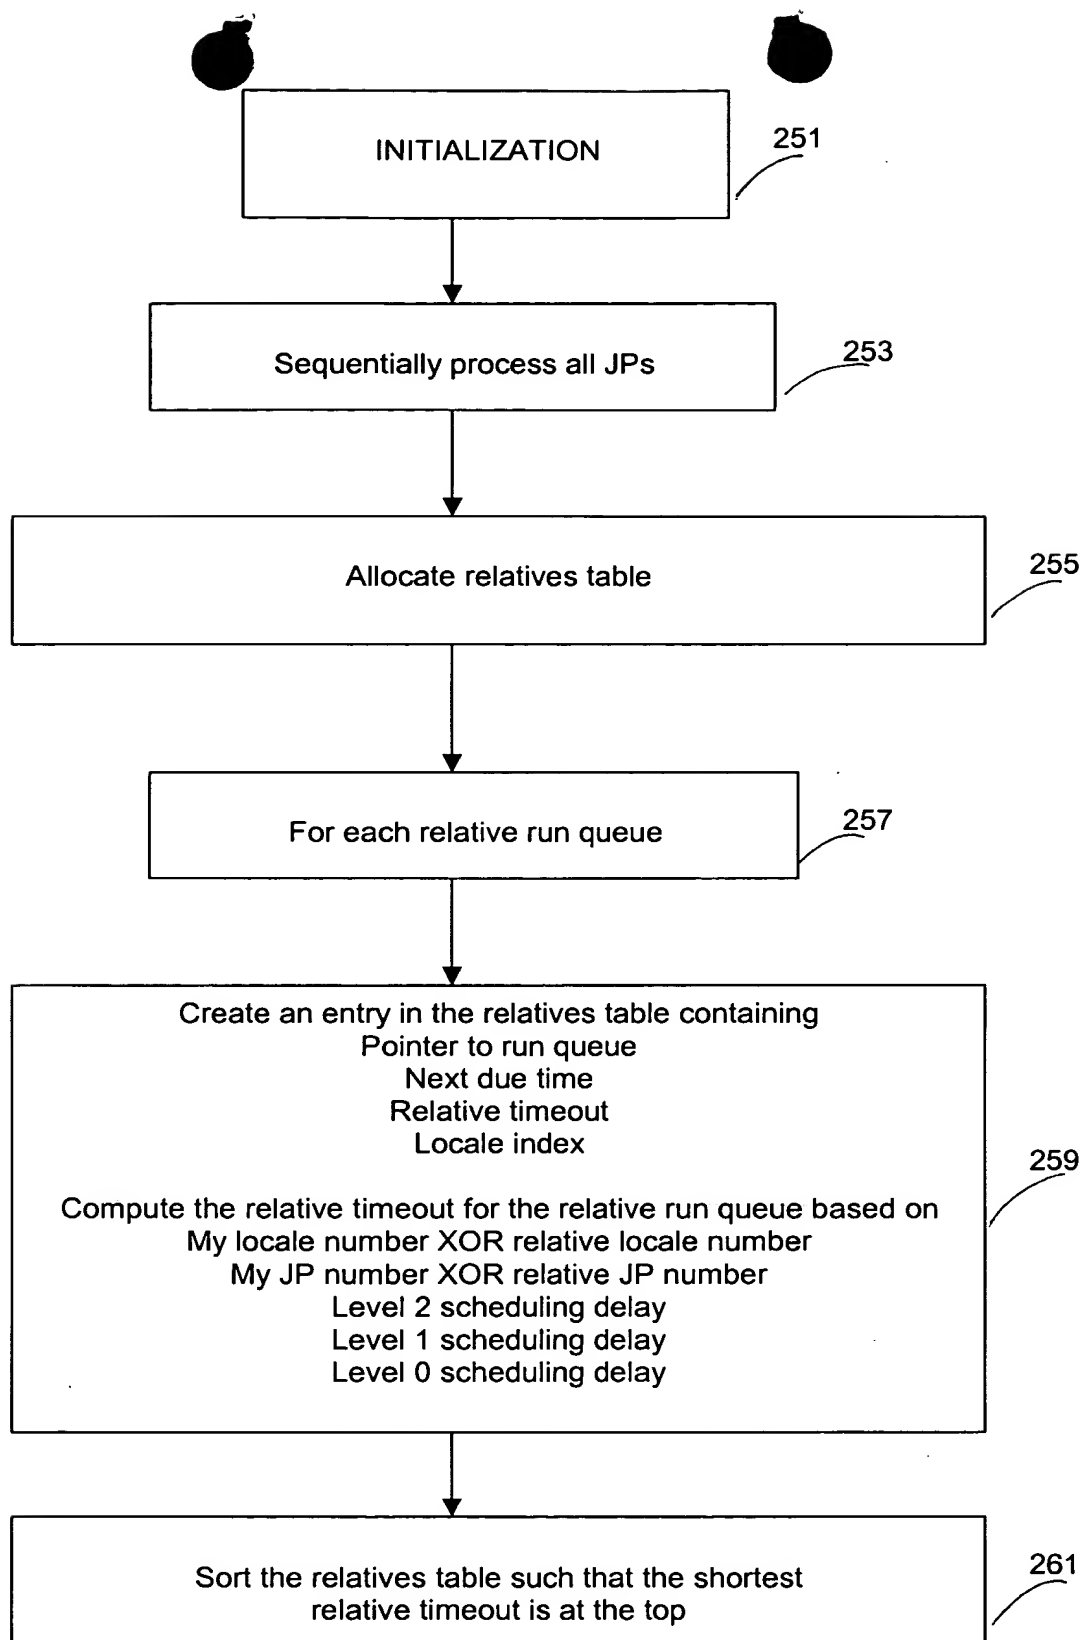 INITIALIZATION
251
Sequentially process all JPs
253
Allocate relatives table
255
For each relative run queue
257
Create an entry in the relatives table containing
Pointer to run queue
Next due time
Relative timeout
Locale index
259
Compute the relative timeout for the relative run queue based on
My locale number XOR relative locale number
My JP number XOR relative JP number
Level 2 scheduling delay
Level 1 scheduling delay
Level 0 scheduling delay
Sort the relatives table such that the shortest
relative timeout is at the top
261